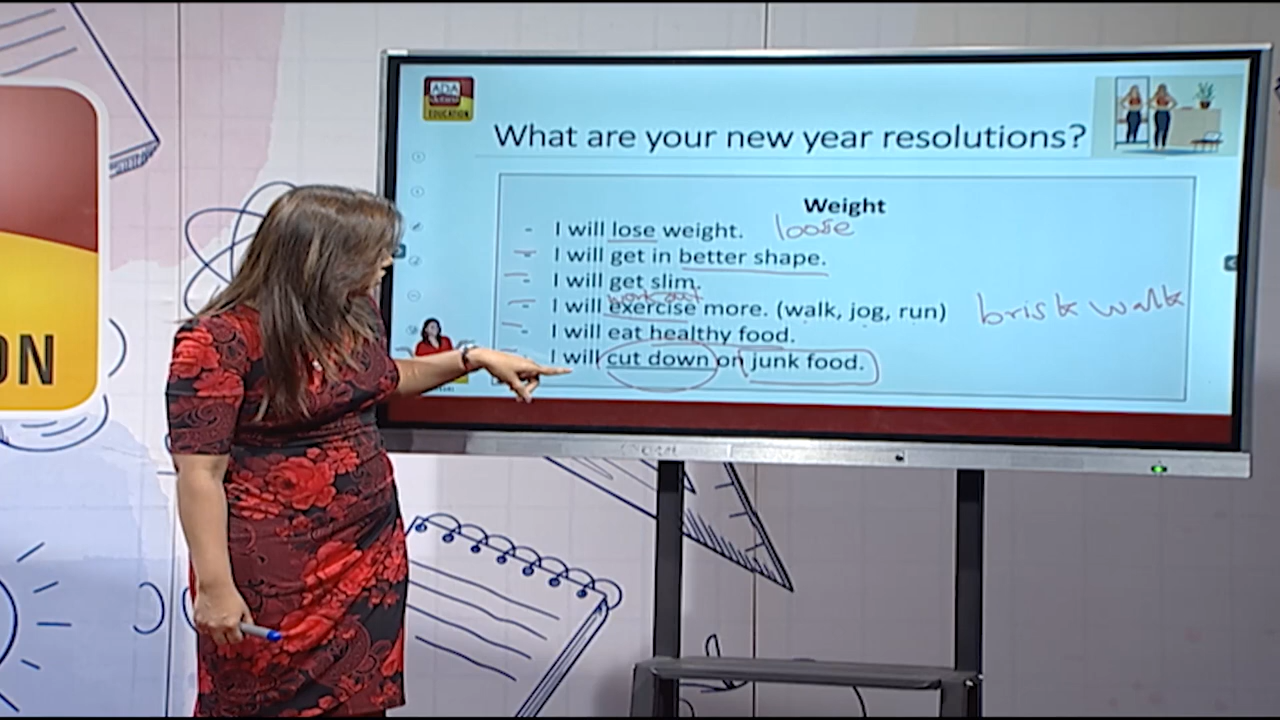 ADA
EDUCATION
What are your new year resolutions?
Weight
- I will lose weight. loose
- I will get in better shape.
- I will get slim.
work out
- I will exercise more. (walk, jog, run) brisk walk
- I will eat healthy food.
- I will cut down on junk food.
ON